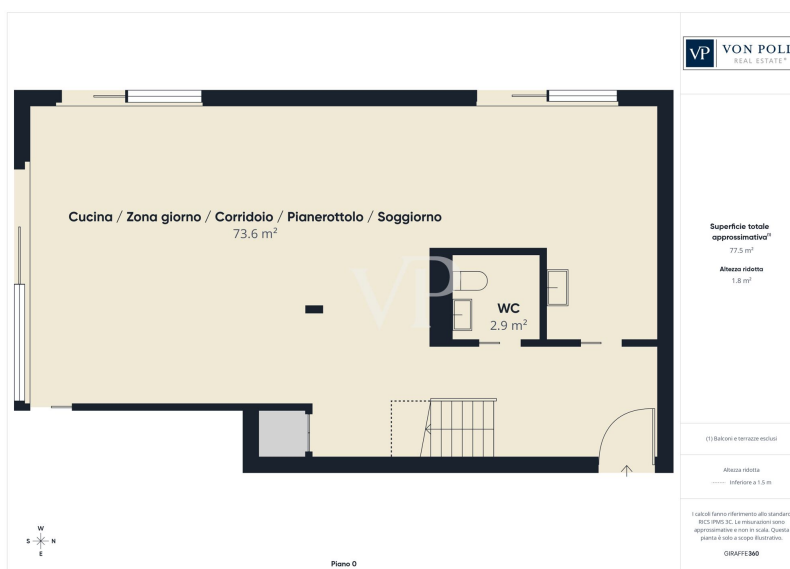 VP VON POLL
REAL ESTATE®
Cucina / Zona giorno / Corridoio / Pianerottolo / Soggiorno
73.6 m²
VP
WC
2.9 m²
Superficie totale
approssimativa⁽¹⁾
77.5 m²
Altezza ridotta
1.8 m²
(1) Balconi e terrazze esclusi
Altezza ridotta
Inferiore a 1.5 m
I calcoli fanno riferimento allo standard
RICS IPMS 3C. Le misurazioni sono
approssimative e non in scala. Questa
pianta è solo a scopo illustrativo.
GIRAFFE360
W
S N
E
Piano 0